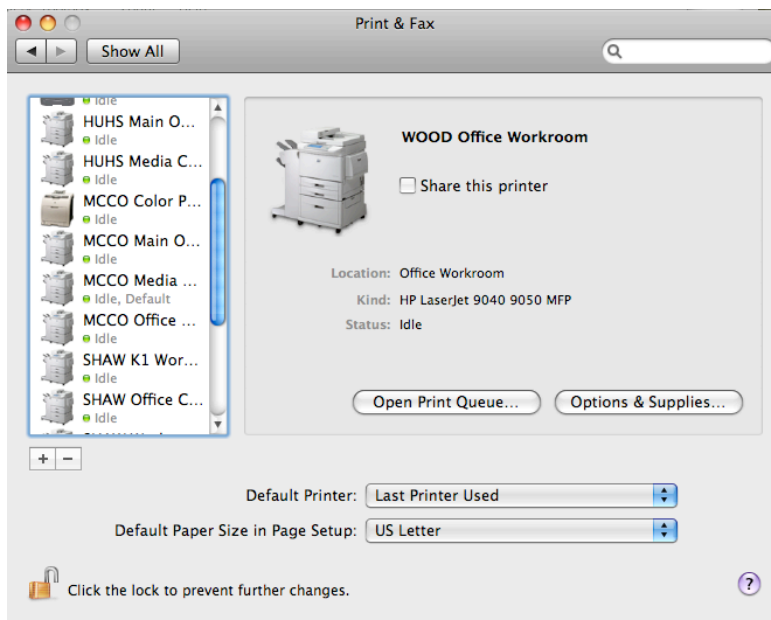 Print & Fax
Show All
Idle
HUHS Main O...
Idle
HUHS Media C...
Idle
MCCO Color P...
Idle
MCCO Main O...
Idle
MCCO Media ...
Idle, Default
MCCO Office ...
Idle
SHAW K1 Wor...
Idle
SHAW Office C...
Idle
WOOD Office Workroom
Share this printer
Location: Office Workroom
Kind: HP LaserJet 9040 9050 MFP
Status: Idle
Open Print Queue... Options & Supplies...
+ −
Default Printer: Last Printer Used
Default Paper Size in Page Setup: US Letter
Click the lock to prevent further changes.
?